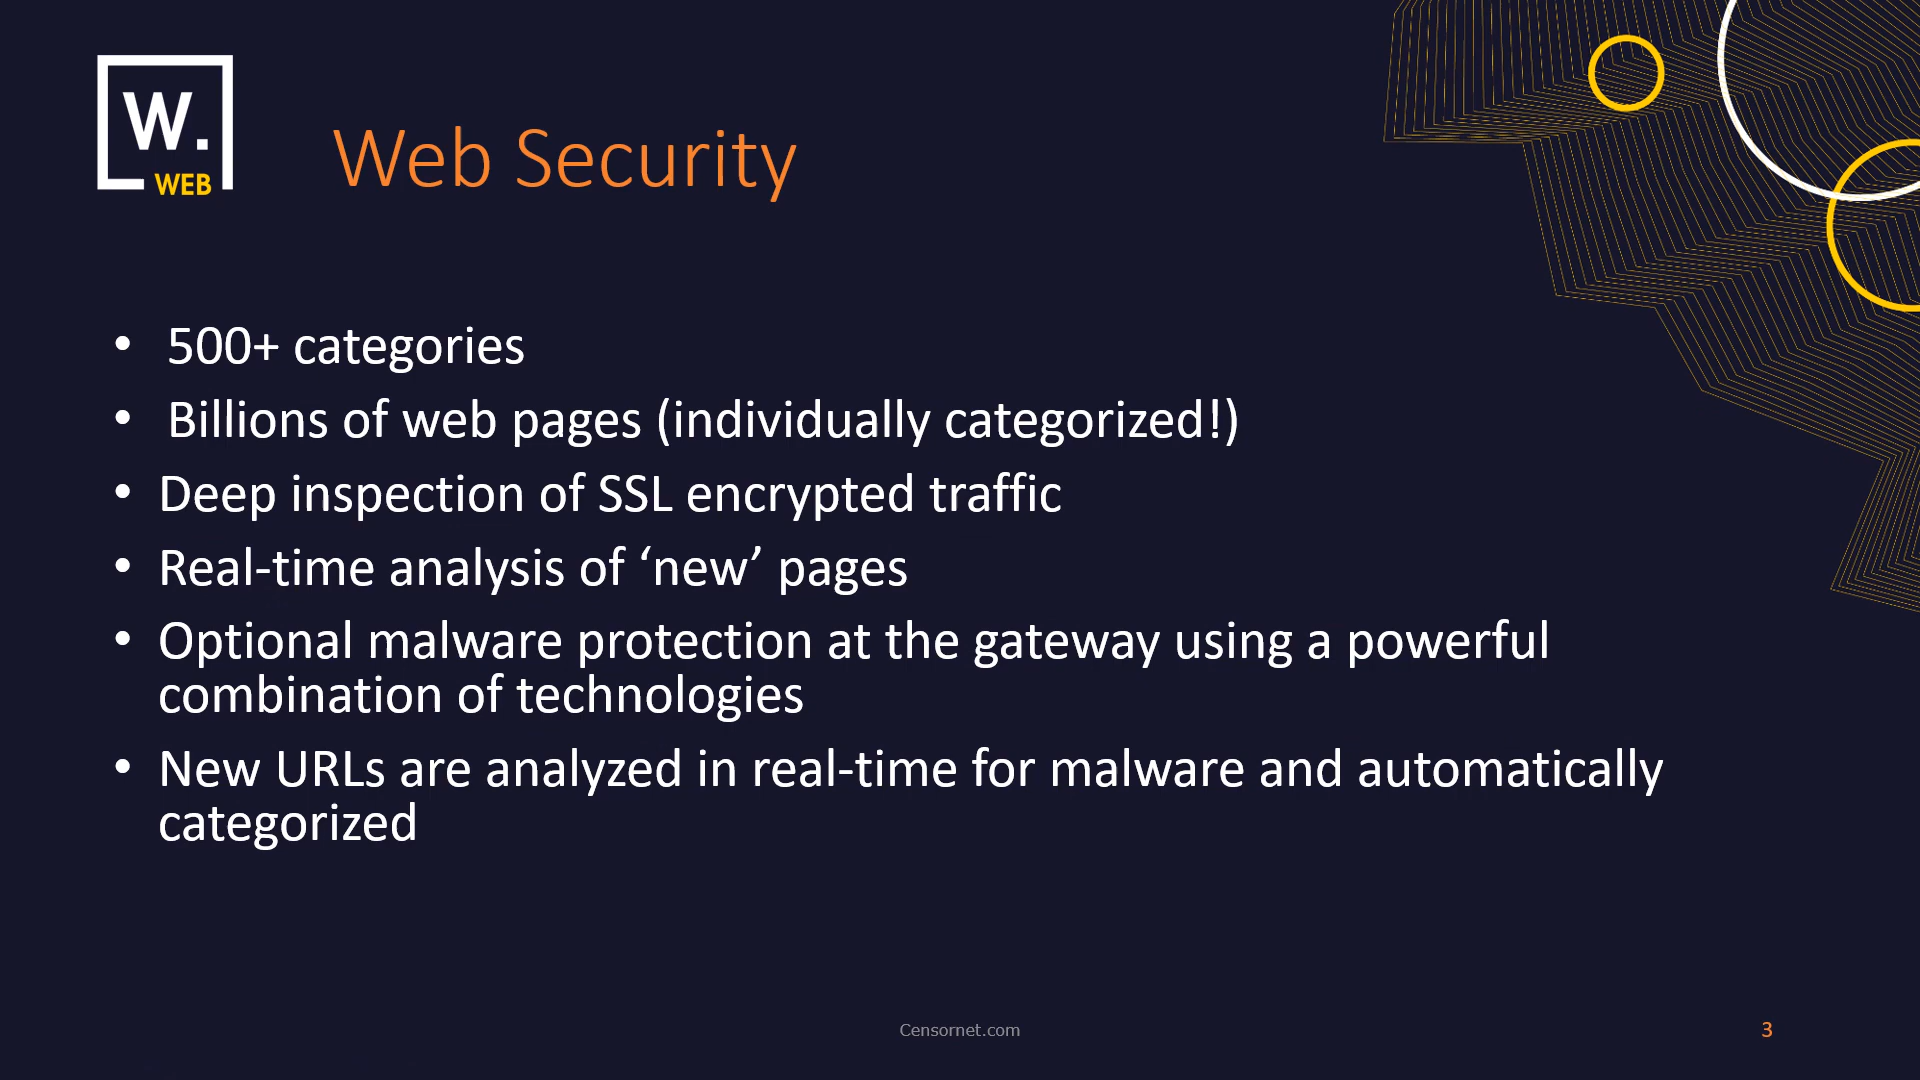 W.
WEB
Web Security
• 500+ categories
• Billions of web pages (individually categorized!)
• Deep inspection of SSL encrypted traffic
• Real-time analysis of ‘new’ pages
• Optional malware protection at the gateway using a powerful
combination of technologies
• New URLs are analyzed in real-time for malware and automatically
categorized
Censornet.com
3